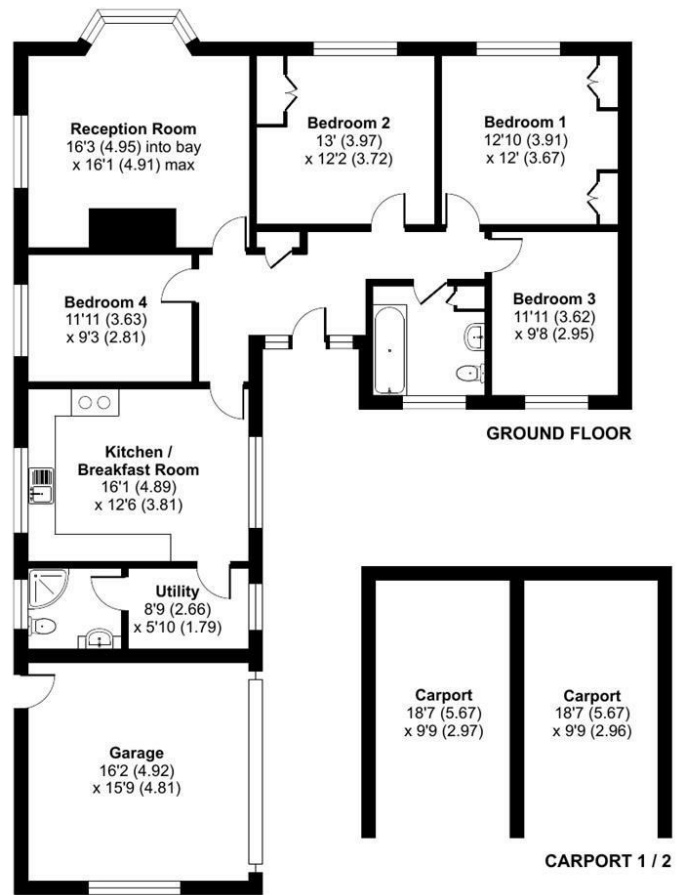 Reception Room
16'3 (4.95) into bay
x 16'1 (4.91) max
Bedroom 2
13' (3.97)
x 12'2 (3.72)
Bedroom 1
12'10 (3.91)
x 12' (3.67)
Bedroom 4
11'11 (3.63)
x 9'3 (2.81)
Bedroom 3
11'11 (3.62)
x 9'8 (2.95)
GROUND FLOOR
Kitchen /
Breakfast Room
16'1 (4.89)
x 12'6 (3.81)
Utility
8'9 (2.66)
x 5'10 (1.79)
Garage
16'2 (4.92)
x 15'9 (4.81)
Carport
18'7 (5.67)
x 9'9 (2.97)
Carport
18'7 (5.67)
x 9'9 (2.96)
CARPORT 1 / 2